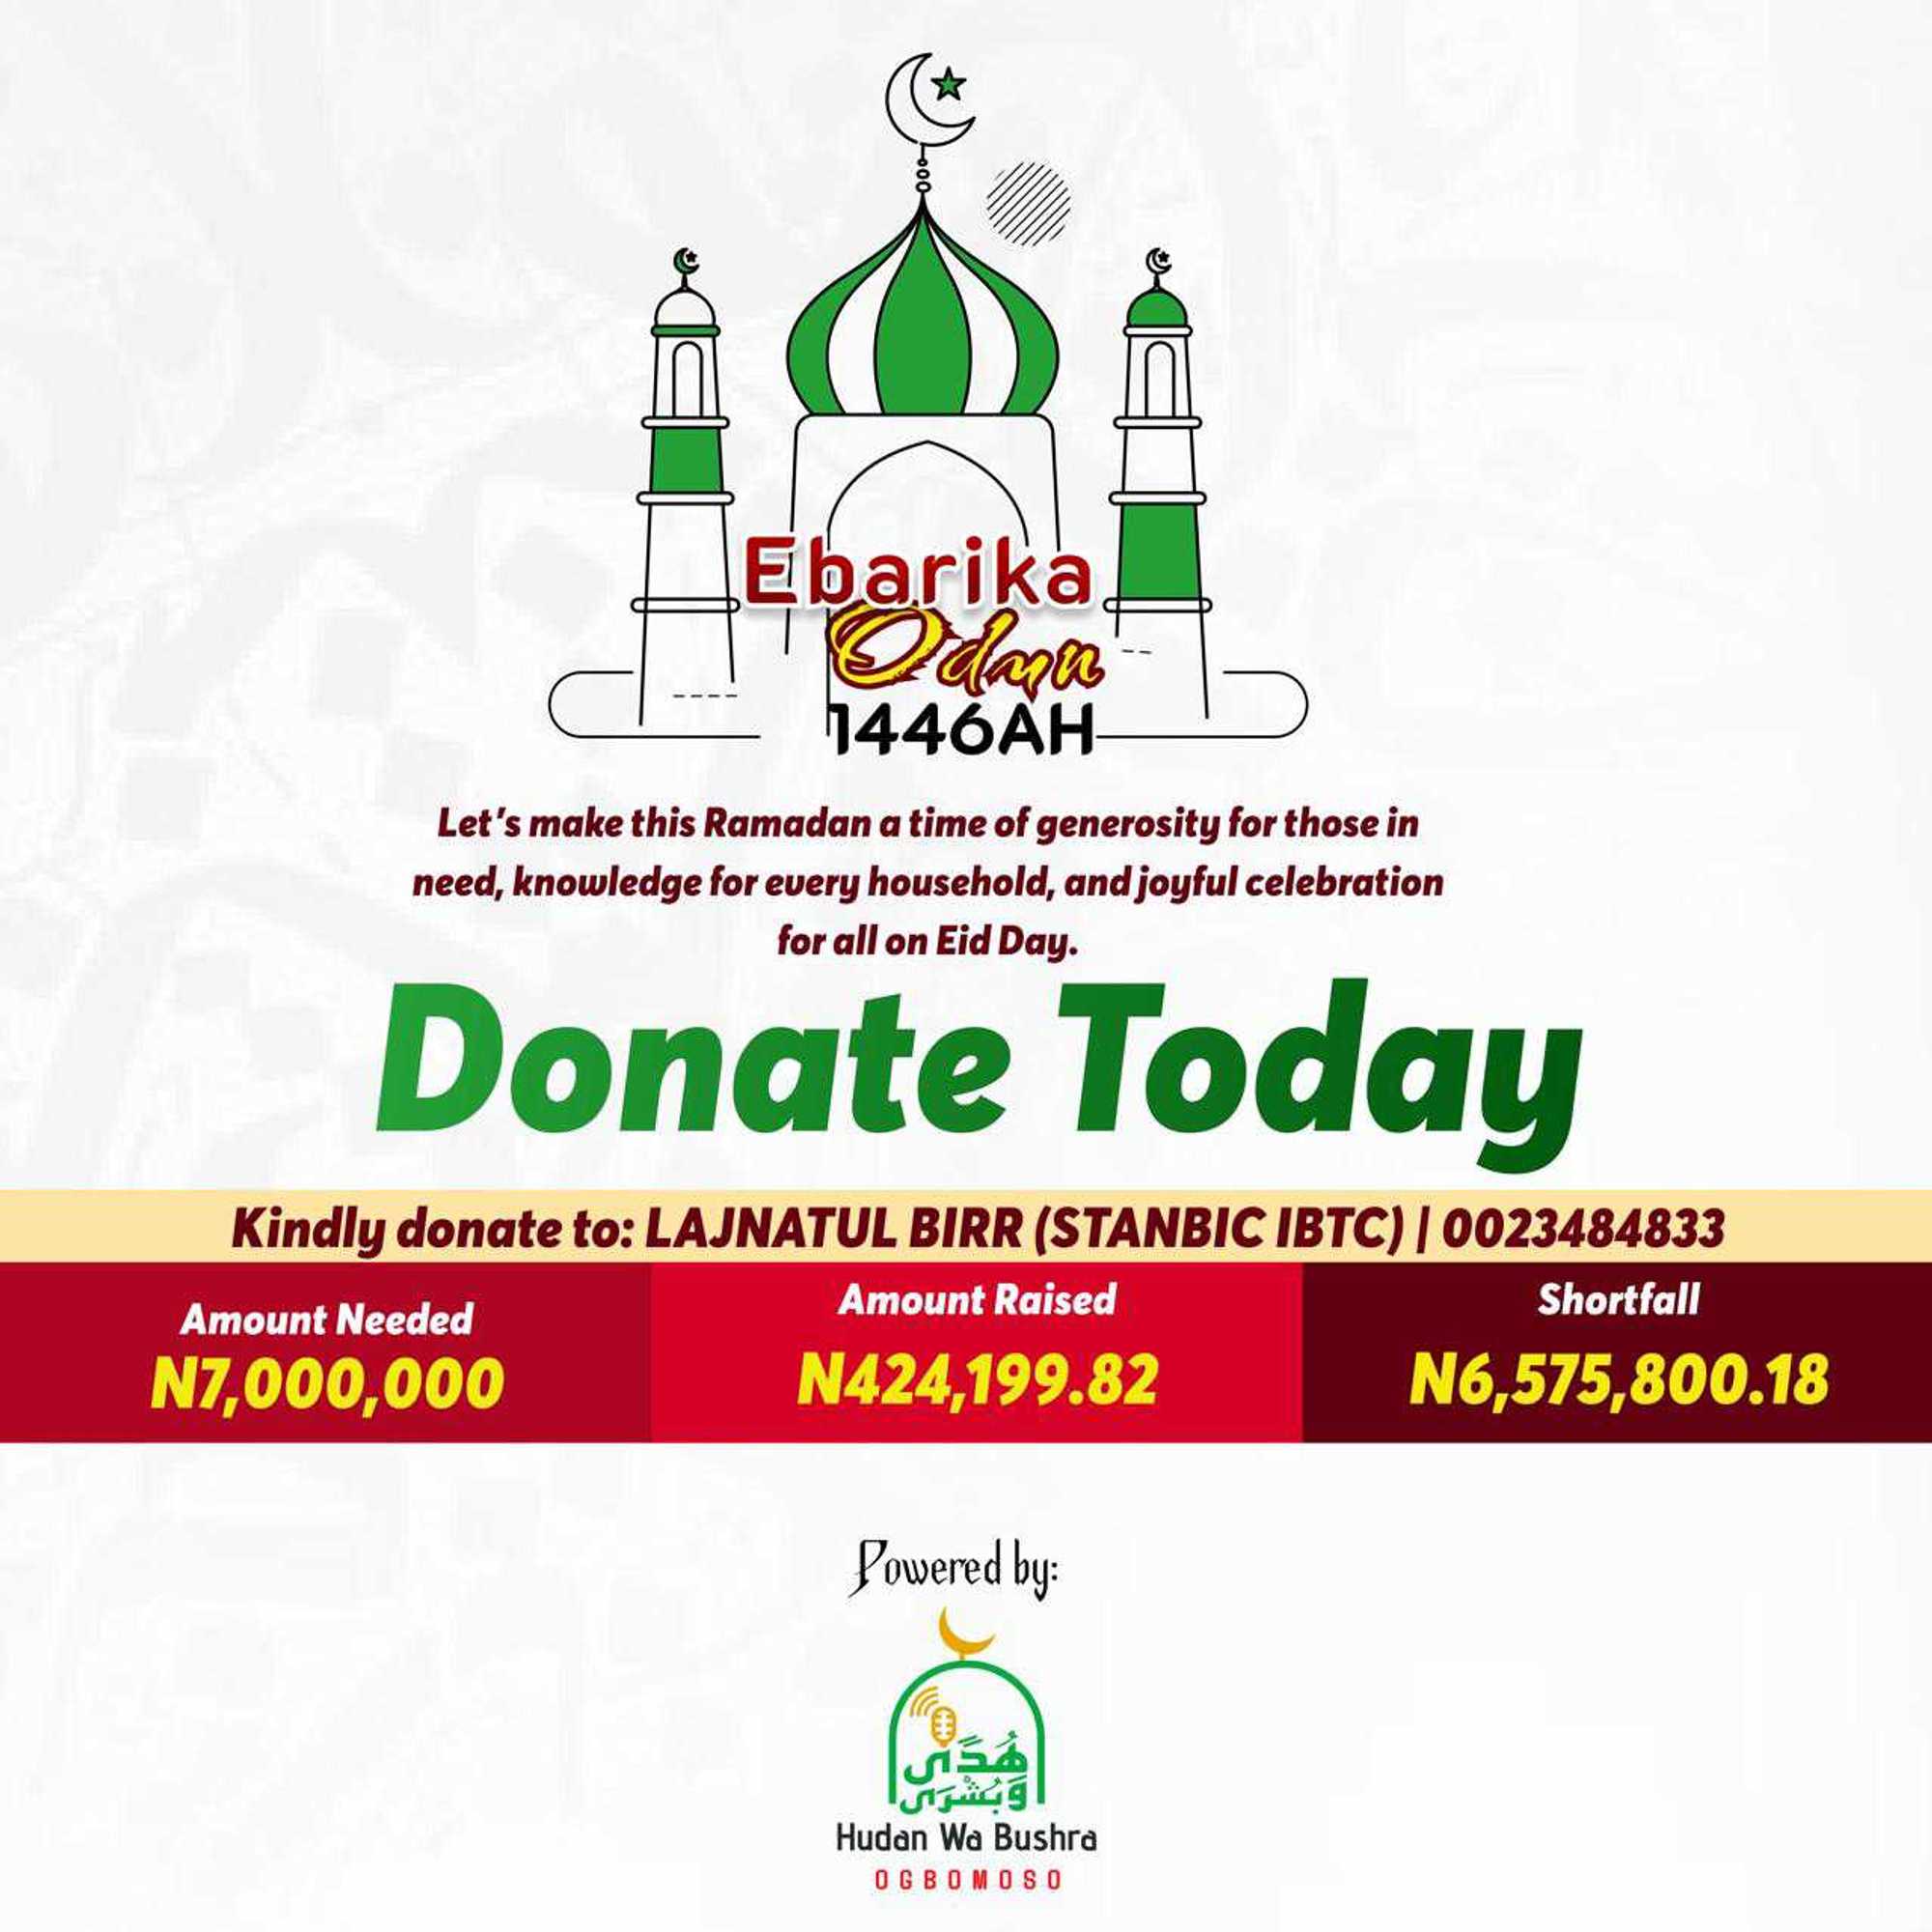 Ebarika
Odun
1446AH
Let's make this Ramadan a time of generosity for those in
need, knowledge for every household, and joyful celebration
for all on Eid Day.
Donate Today
Kindly donate to: LAJNATUL BIRR (STANBIC IBTC) | 0023484833
Amount Needed
N7,000,000
Amount Raised
N424,199.82
Shortfall
N6,575,800.18
Powered by:
هُدًى
وَبُشْرَى
Hudan Wa Bushra
OGBOMOSO